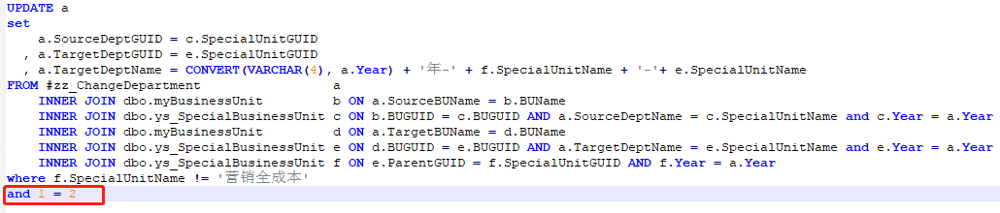 UPDATE a
set
a.SourceDeptGUID = c.SpecialUnitGUID
, a.TargetDeptGUID = e.SpecialUnitGUID
, a.TargetDeptName = CONVERT(VARCHAR(4), a.Year) + '年-' + f.SpecialUnitName + '-'+ e.SpecialUnitName
FROM #zz_ChangeDepartment a
INNER JOIN dbo.myBusinessUnit b ON a.SourceBUName = b.BUName
INNER JOIN dbo.ys_SpecialBusinessUnit c ON b.BUGUID = c.BUGUID AND a.SourceDeptName = c.SpecialUnitName and c.Year = a.Year
INNER JOIN dbo.myBusinessUnit d ON a.TargetBUName = d.BUName
INNER JOIN dbo.ys_SpecialBusinessUnit e ON d.BUGUID = e.BUGUID AND a.TargetDeptName = e.SpecialUnitName and e.Year = a.Year
INNER JOIN dbo.ys_SpecialBusinessUnit f ON e.ParentGUID = f.SpecialUnitGUID AND f.Year = a.Year
where f.SpecialUnitName != '营销全成本'
and 1 = 2